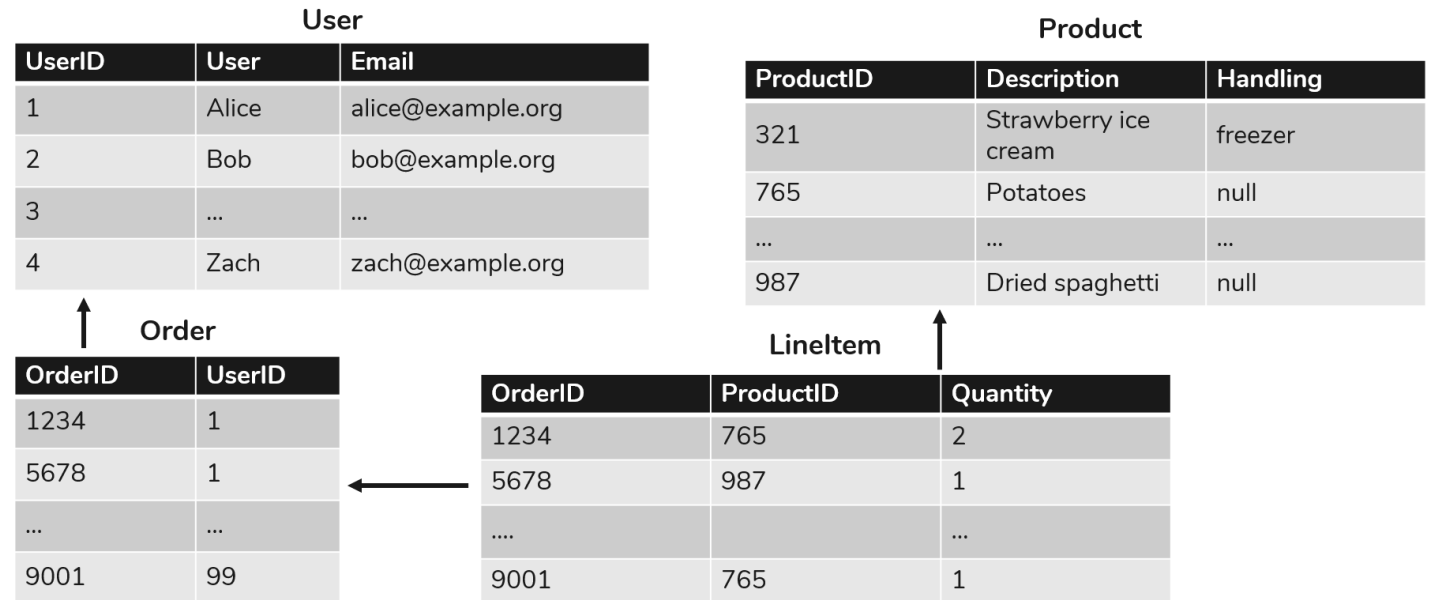 User
UserID User Email
1 Alice alice@example.org
2 Bob bob@example.org
3 ... ...
4 Zach zach@example.org
Product
ProductID Description Handling
321 Strawberry ice
cream freezer
765 Potatoes null
... ... ...
987 Dried spaghetti null
Order
OrderID UserID
1234 1
5678 1
... ...
9001 99
LineItem
OrderID ProductID Quantity
1234 765 2
5678 987 1
.... ...
9001 765 1